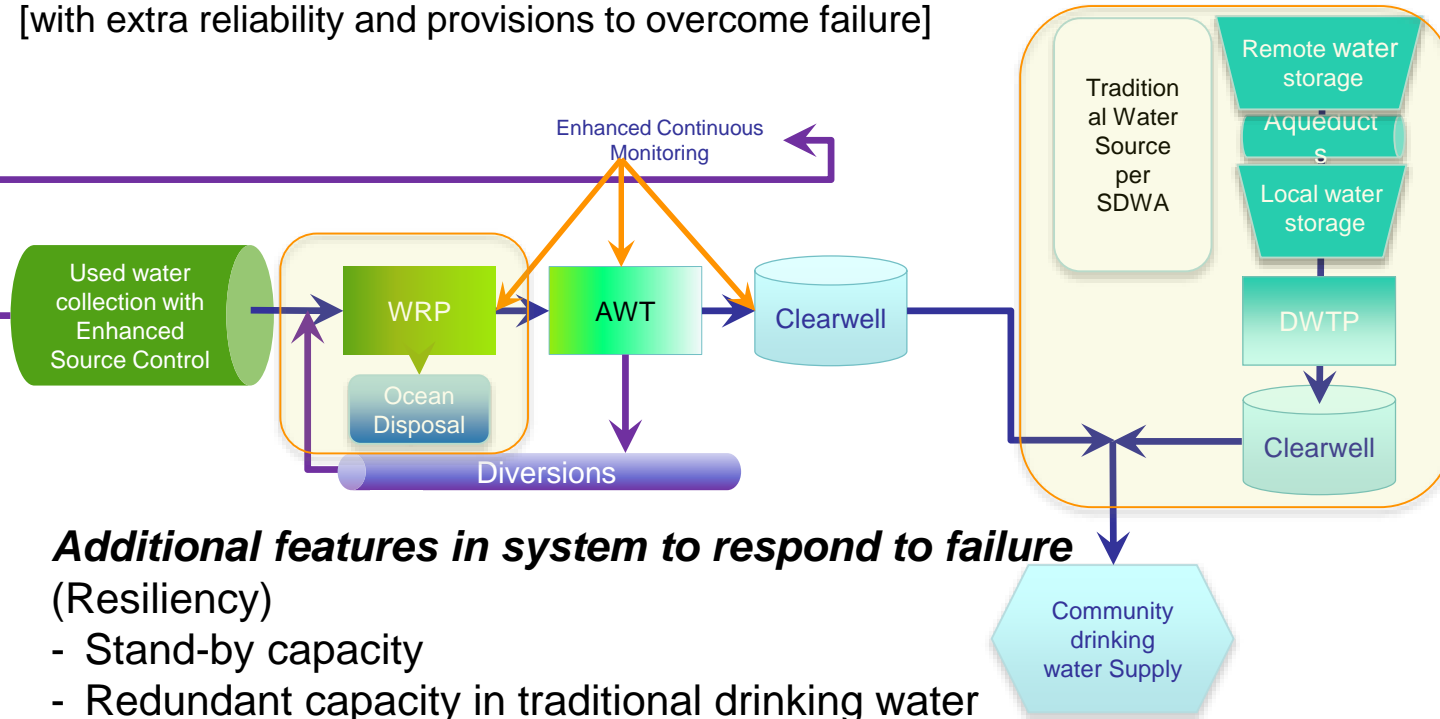 [with extra reliability and provisions to overcome failure]
Enhanced Continuous
Monitoring
Used water
collection with
Enhanced
Source Control
WRP
Ocean
Disposal
AWT
Diversions
Clearwell
Tradition
al Water
Source
per
SDWA
Remote water
storage
Aqueduct
s
Local water
storage
DWTP
Clearwell
Community
drinking
water Supply
Additional features in system to respond to failure
(Resiliency)
- Stand-by capacity
- Redundant capacity in traditional drinking water